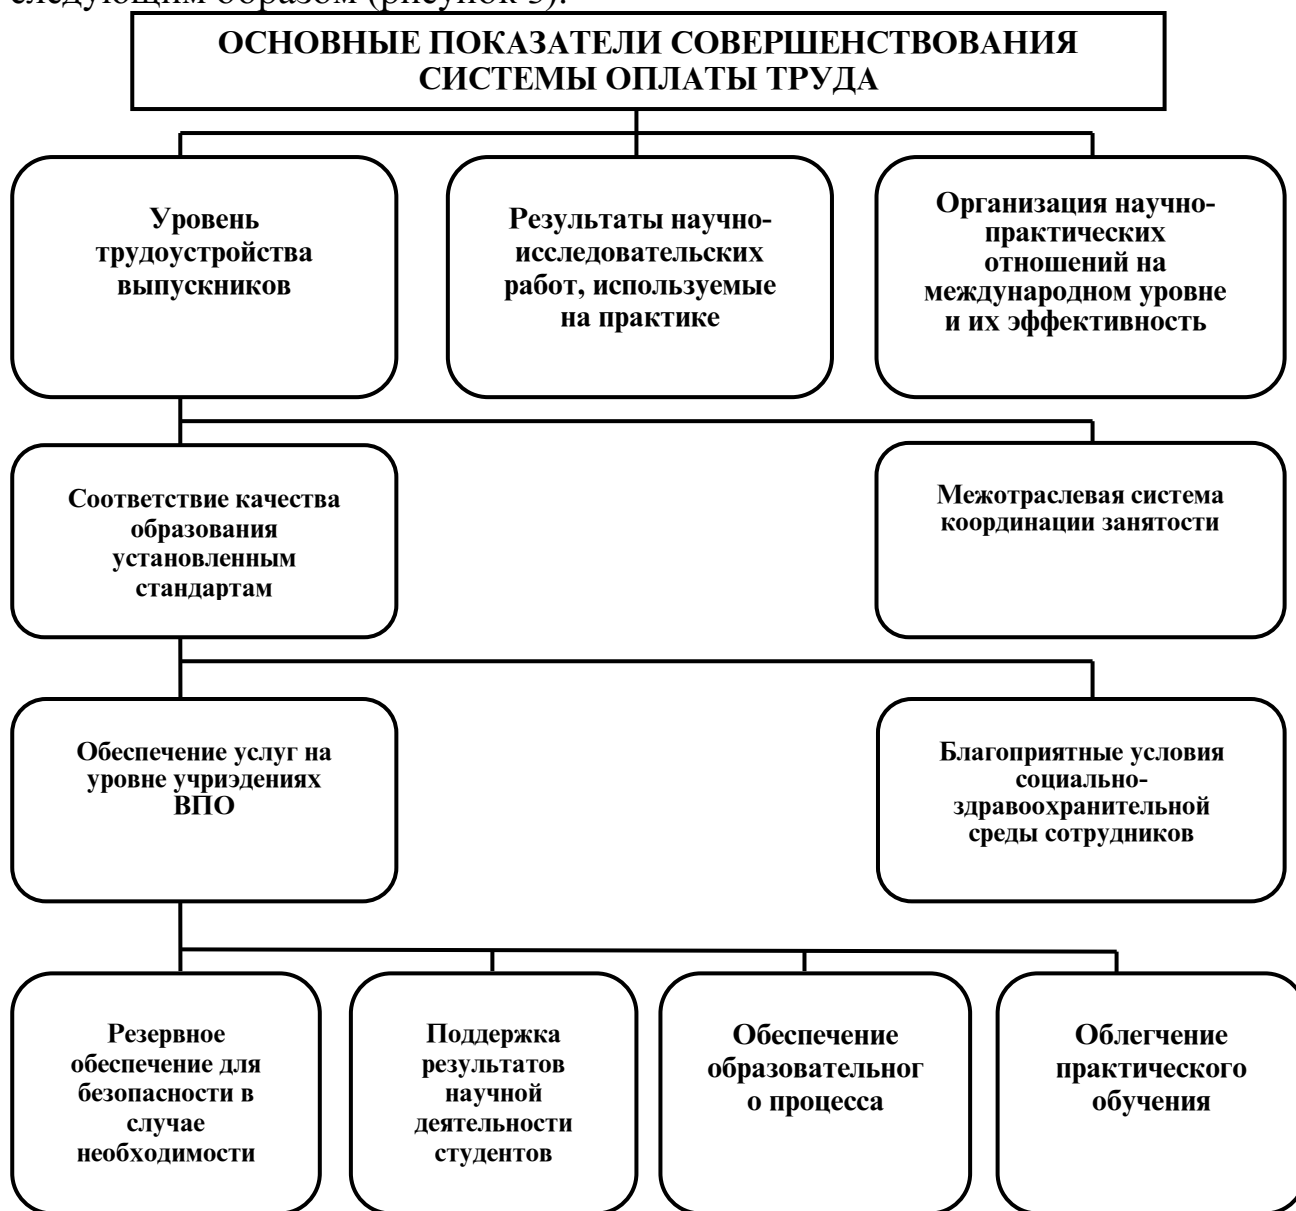 следующим образом (рисунок 3).
ОСНОВНЫЕ ПОКАЗАТЕЛИ СОВЕРШЕНСТВОВАНИЯ
СИСТЕМЫ ОПЛАТЫ ТРУДА
Уровень
трудоустройства
выпускников
Результаты научно-
исследовательских
работ, используемые
на практике
Организация научно-
практических
отношений на
международном уровне
и их эффективность
Соответствие качества
образования
установленным
стандартам
Межотраслевая система
координации занятости
Обеспечение услуг на
уровне учриэдениях
ВПО
Благоприятные условия
социально-
здравоохранительной
среды сотрудников
Резервное
обеспечение для
безопасности в
случае
необходимости
Поддержка
результатов
научной
деятельности
студентов
Обеспечение
образовательног
о процесса
Облегчение
практического
обучения